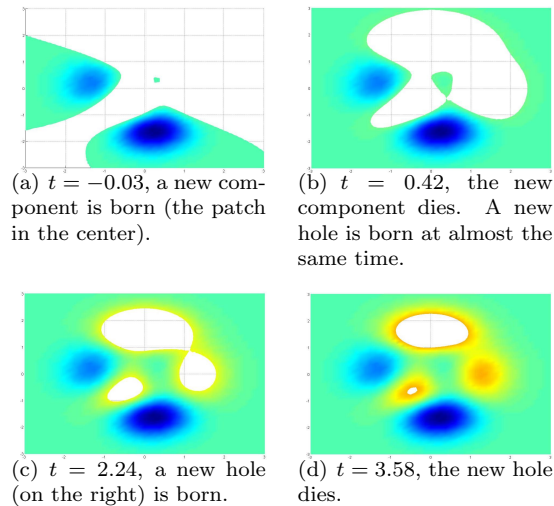 (a) t = −0.03, a new com-
ponent is born (the patch
in the center).
(b) t = 0.42, the new
component dies. A new
hole is born at almost the
same time.
(c) t = 2.24, a new hole
(on the right) is born.
(d) t = 3.58, the new hole
dies.